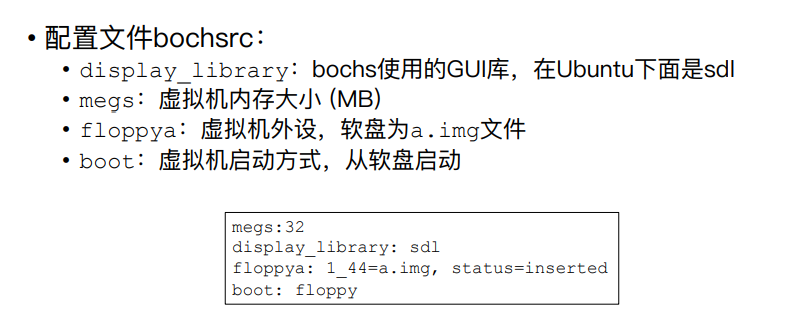 • 配置文件bochsrc：
• display_library：bochs使用的GUI库，在Ubuntu下面是sdl
• megs：虚拟机内存大小 (MB)
• floppya：虚拟机外设，软盘为a.img文件
• boot：虚拟机启动方式，从软盘启动
megs:32
display_library: sdl
floppya: 1_44=a.img, status=inserted
boot: floppy